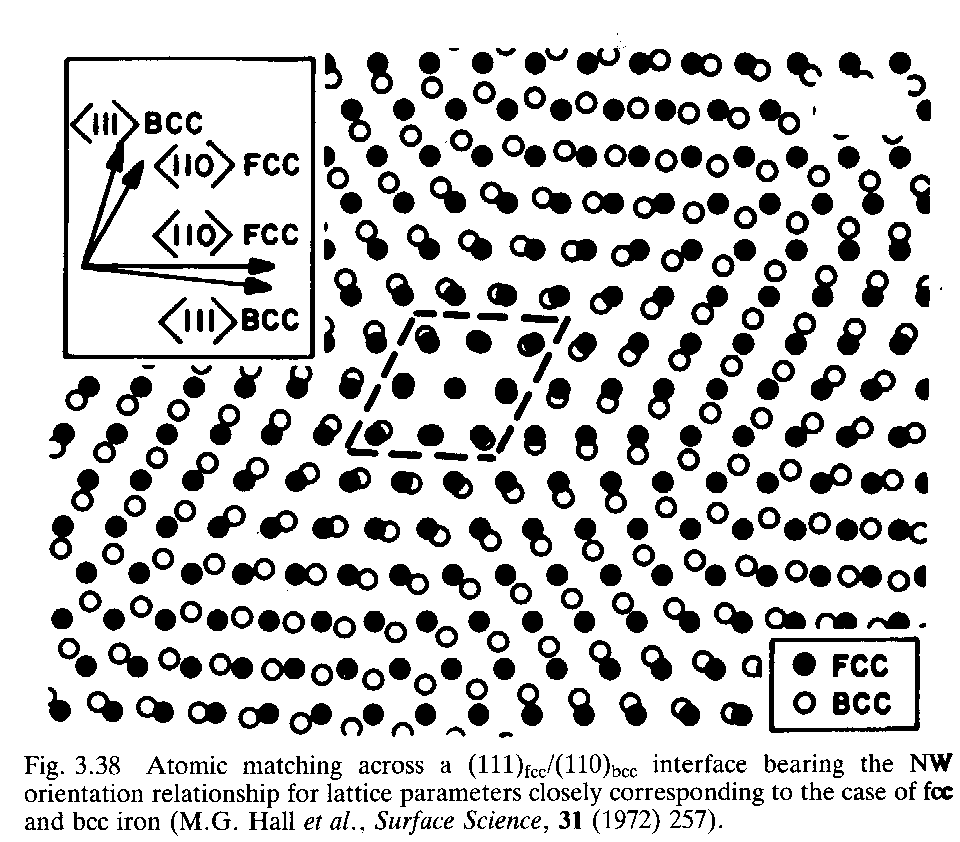 <111>BCC
<110> FCC
<110> FCC
<111>BCC
FCC
BCC
Fig. 3.38 Atomic matching across a (111)fcc/(110)bcc interface bearing the NW
orientation relationship for lattice parameters closely corresponding to the case of fcc
and bcc iron (M.G. Hall et al., Surface Science, 31 (1972) 257).